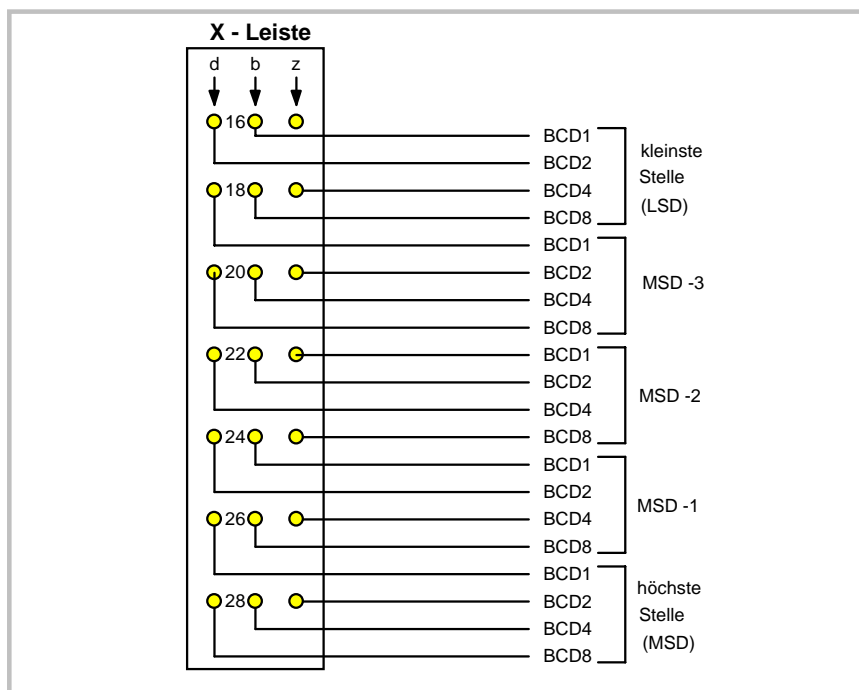 X - Leiste
d b z
16
BCD1
BCD2
18
BCD4
BCD8
kleinste
Stelle
(LSD)
BCD1
20
BCD2
BCD4
BCD8
MSD -3
22
BCD1
BCD2
BCD4
24
BCD8
MSD -2
BCD1
BCD2
26
BCD4
BCD8
MSD -1
BCD1
28
BCD2
BCD4
BCD8
höchste
Stelle
(MSD)